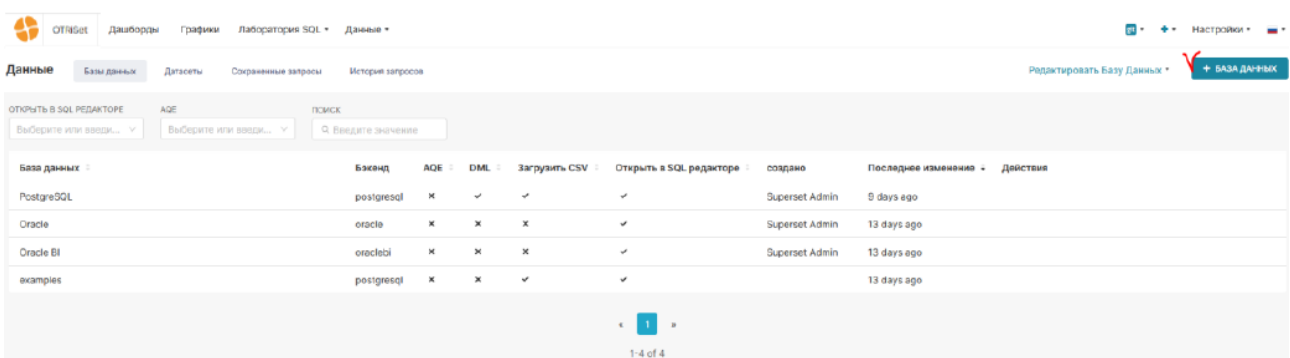 OTRiSet Дашборды Графики Лаборатория SQL Данные Настройки
Данные Базы данных Датасеты Сохраненные запросы История запросов Редактировать Базу Данных + БАЗА ДАННЫХ
ОТКРЫТЬ В SQL РЕДАКТОРЕ AQE ПОИСК
Выберите или введи... Выберите или введи... Введите значение
База данных Бэкенд AQE DML Загрузить CSV Открыть в SQL редакторе создано Последнее изменение Действия
PostgreSQL postgresql Superset Admin 9 days ago
Oracle oracle Superset Admin 13 days ago
Oracle BI oraclebi Superset Admin 13 days ago
examples postgresql 13 days ago
« 1 »
1-4 of 4